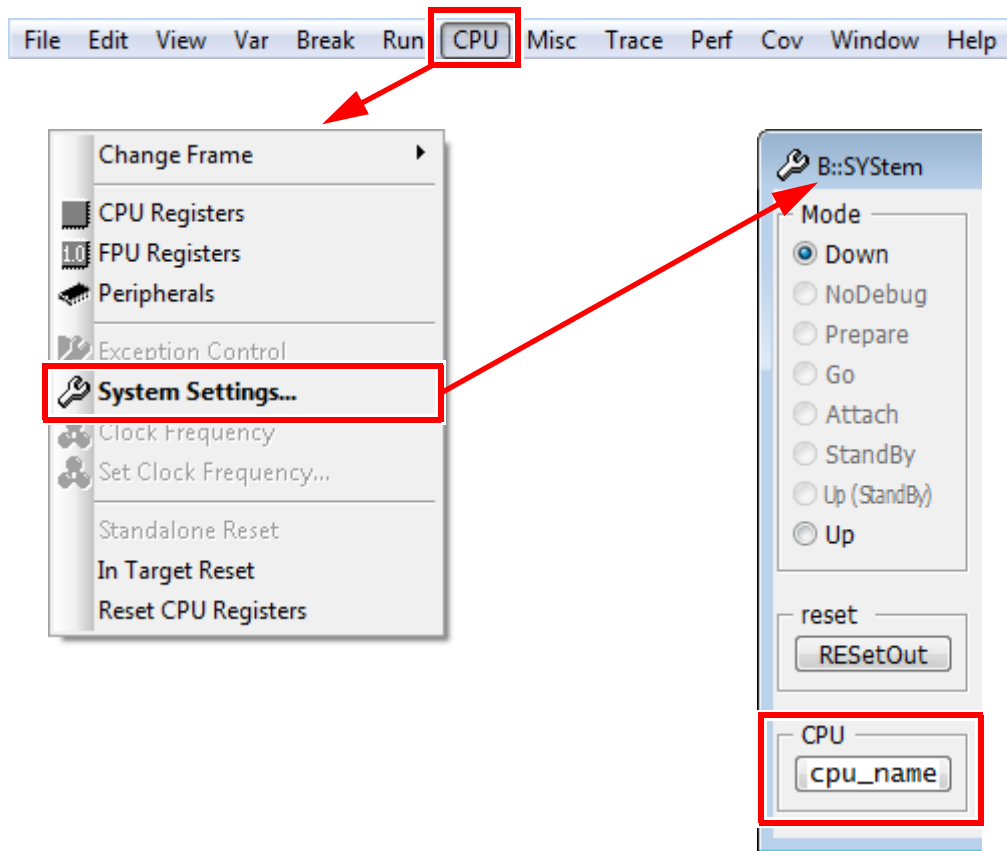 File Edit View Var Break Run CPU Misc Trace Perf Cov Window Help
Change Frame
CPU Registers
1.0 FPU Registers
Peripherals
Exception Control
System Settings...
Clock Frequency
Set Clock Frequency...
Standalone Reset
In Target Reset
Reset CPU Registers
B::SYStem
Mode
Down
NoDebug
Prepare
Go
Attach
StandBy
Up (StandBy)
Up
reset
RESetOut
CPU
cpu_name